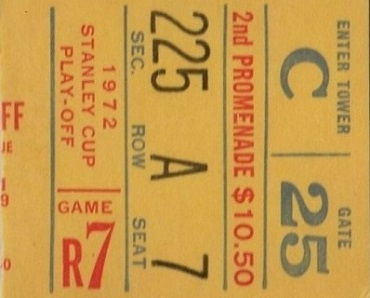 ENTER TOWER GATE
C 25
2nd PROMENADE $10.50
225 A 7
SEC. ROW SEAT
1972
STANLEY CUP
PLAY-OFF
GAME
R7
FF